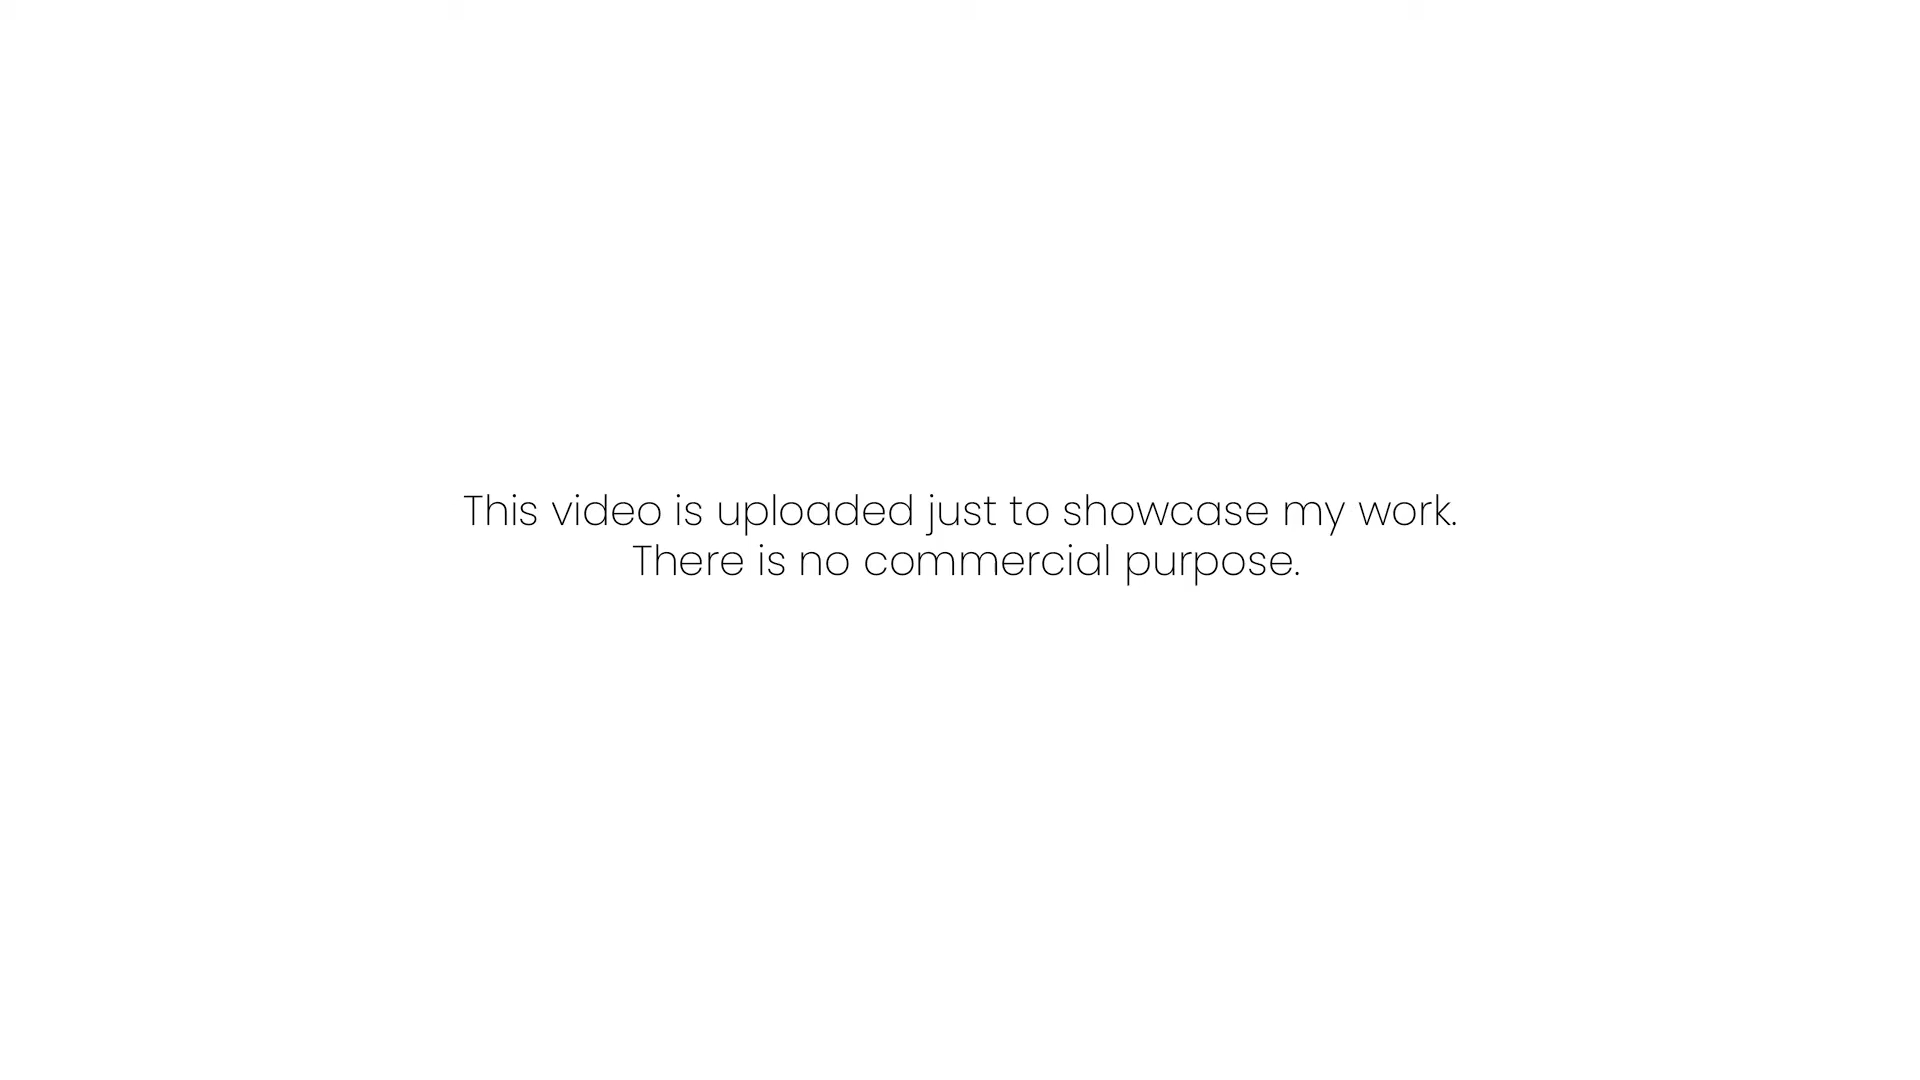 This video is uploaded just to showcase my work.
There is no commercial purpose.